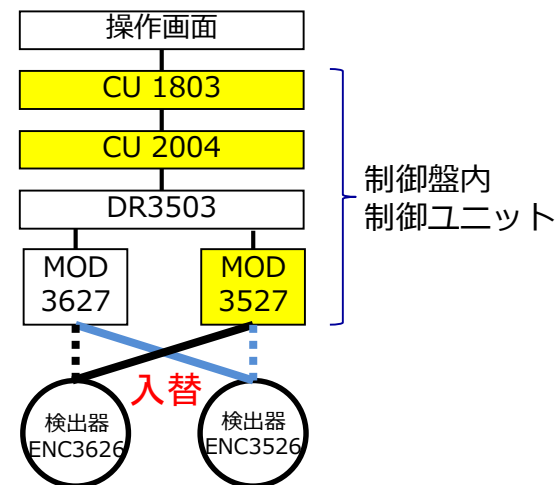 操作画面
CU 1803
CU 2004
DR3503
制御盤内
制御ユニット
MOD
3627
MOD
3527
入替
検出器
ENC3626
検出器
ENC3526